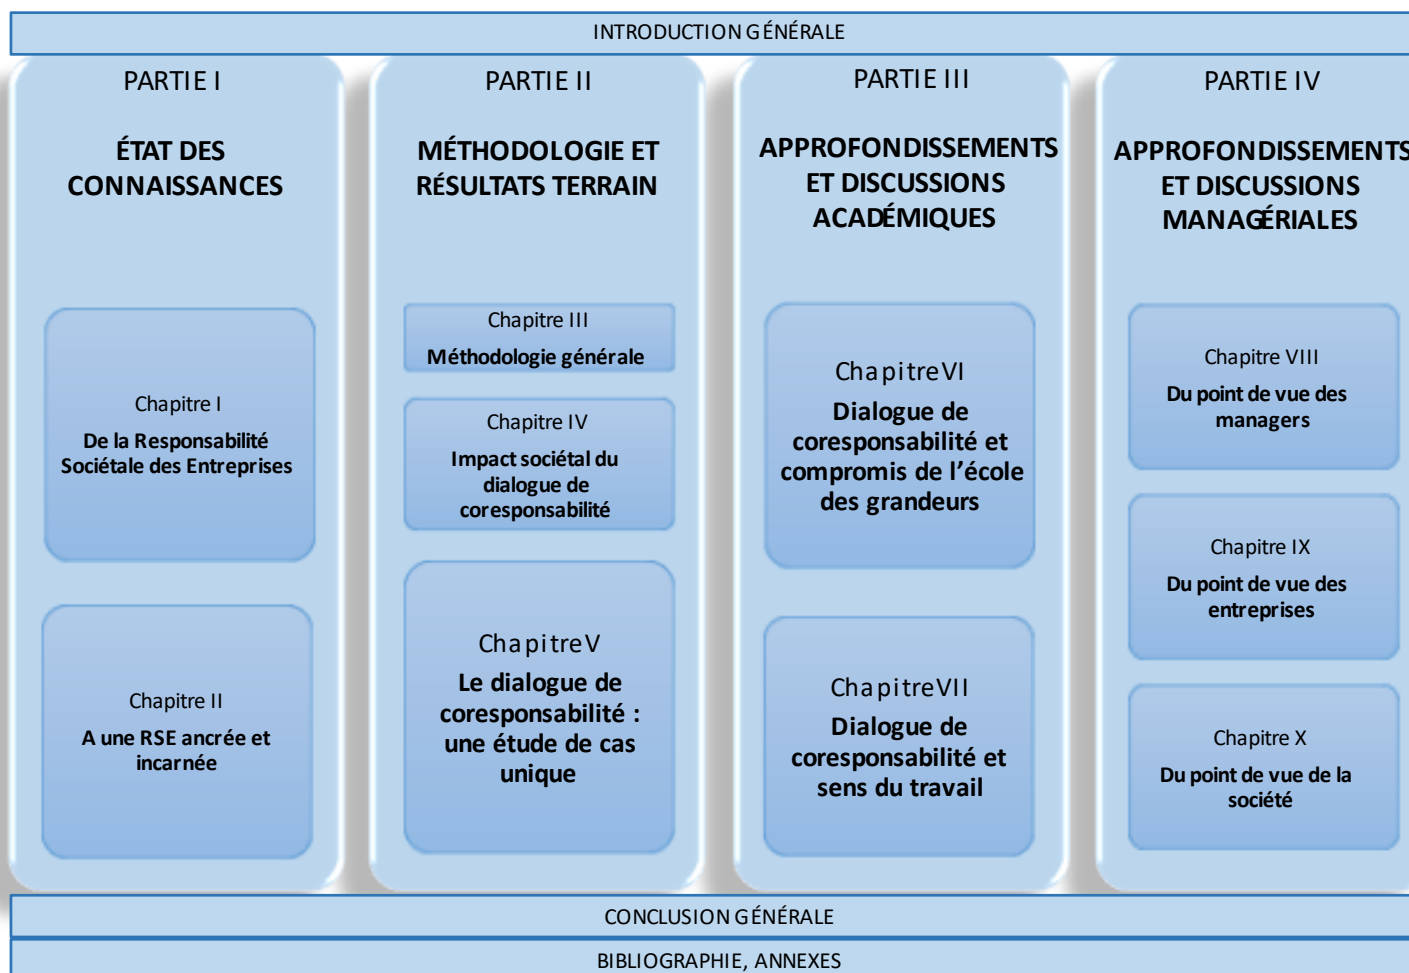 INTRODUCTION GÉNÉRALE
PARTIE I
ÉTAT DES
CONNAISSANCES
Chapitre I
De la Responsabilité
Sociétale des Entreprises
Chapitre II
A une RSE ancrée et
incarnée
PARTIE II
MÉTHODOLOGIE ET
RÉSULTATS TERRAIN
Chapitre III
Méthodologie générale
Chapitre IV
Impact sociétal du
dialogue de
coresponsabilité
Chapitre V
Le dialogue de
coresponsabilité :
une étude de cas
unique
PARTIE III
APPROFONDISSEMENTS
ET DISCUSSIONS
ACADÉMIQUES
Chapitre VI
Dialogue de
coresponsabilité et
compromis de l’école
des grandeurs
Chapitre VII
Dialogue de
coresponsabilité et
sens du travail
PARTIE IV
APPROFONDISSEMENTS
ET DISCUSSIONS
MANAGÉRIALES
Chapitre VIII
Du point de vue des
managers
Chapitre IX
Du point de vue des
entreprises
Chapitre X
Du point de vue de la
société
CONCLUSION GÉNÉRALE
BIBLIOGRAPHIE, ANNEXES